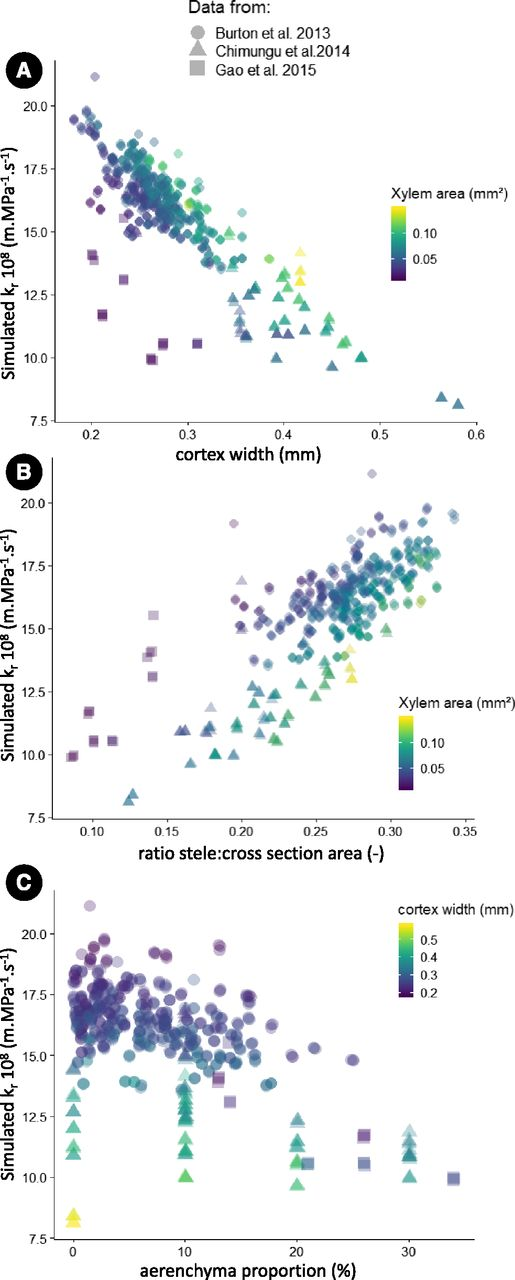 Data from:
Burton et al. 2013
Chimungu et al.2014
Gao et al. 2015
A
Simulated kr 10⁸ (m.MPa⁻¹.s⁻¹)
20.0
17.5
15.0
12.5
10.0
7.5
Xylem area (mm²)
0.10
0.05
0.2
0.3
0.4
0.5
0.6
cortex width (mm)
B
Simulated kr 10⁸ (m.MPa⁻¹.s⁻¹)
20.0
17.5
15.0
12.5
10.0
7.5
Xylem area (mm²)
0.10
0.05
0.10
0.15
0.20
0.25
0.30
0.35
ratio stele:cross section area (-)
C
Simulated kr 10⁸ (m.MPa⁻¹.s⁻¹)
20.0
17.5
15.0
12.5
10.0
7.5
cortex width (mm)
0.5
0.4
0.3
0.2
0
10
20
30
aerenchyma proportion (%)